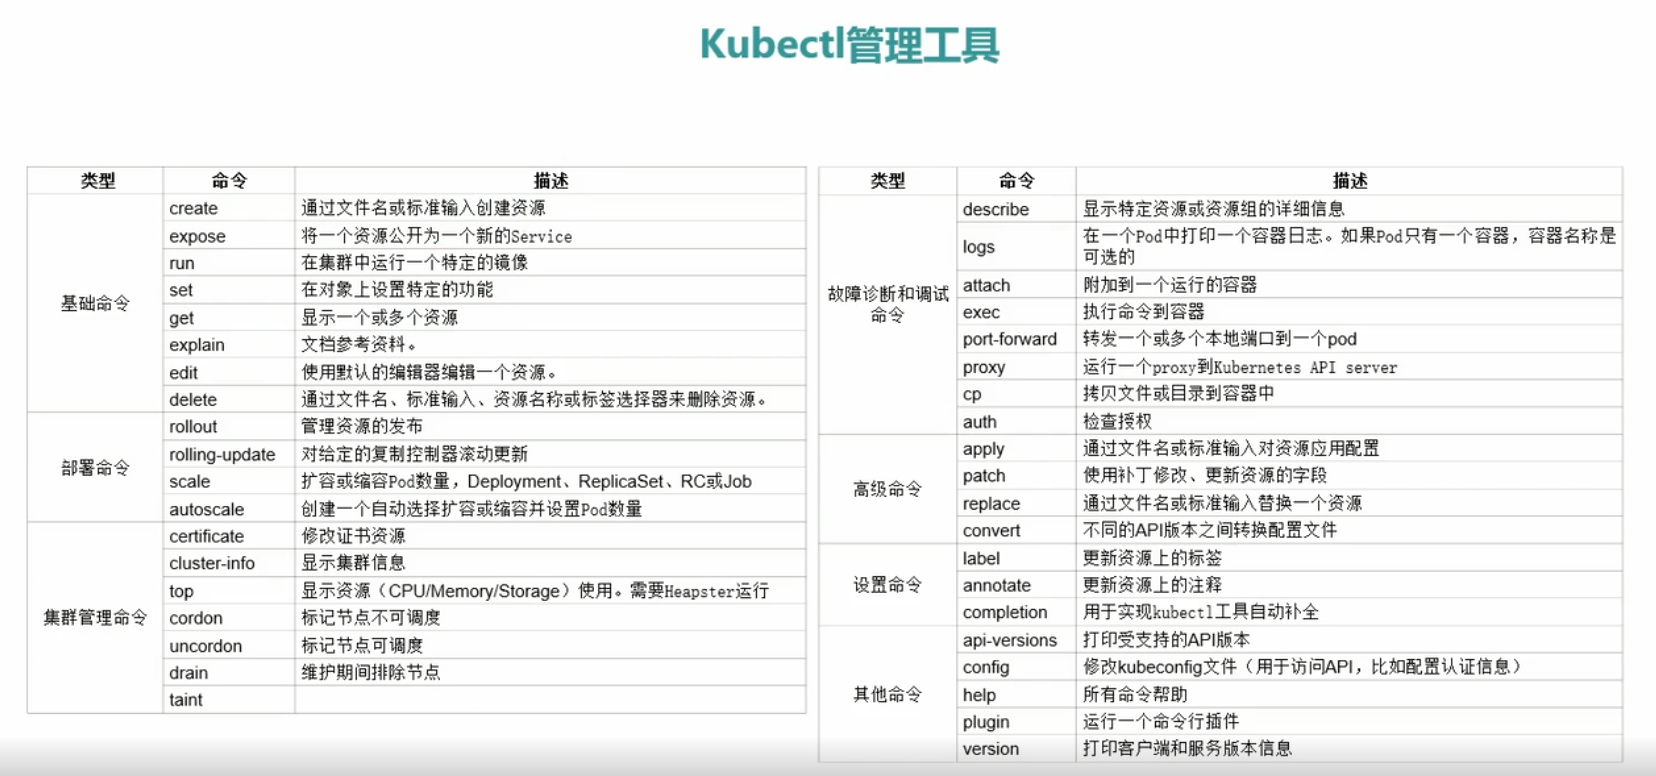 Kubectl管理工具
类型 命令 描述
基础命令
create 通过文件名或标准输入创建资源
expose 将一个资源公开为一个新的Service
run 在集群中运行一个特定的镜像
set 在对象上设置特定的功能
get 显示一个或多个资源
explain 文档参考资料。
edit 使用默认的编辑器编辑一个资源。
delete 通过文件名、标准输入、资源名称或标签选择器来删除资源。
部署命令
rollout 管理资源的发布
rolling-update 对给定的复制控制器滚动更新
scale 扩容或缩容Pod数量，Deployment、ReplicaSet、RC或Job
autoscale 创建一个自动选择扩容或缩容并设置Pod数量
集群管理命令
certificate 修改证书资源
cluster-info 显示集群信息
top 显示资源（CPU/Memory/Storage）使用。需要Heapster运行
cordon 标记节点不可调度
uncordon 标记节点可调度
drain 维护期间排除节点
taint
类型 命令 描述
故障诊断和调试
命令
describe 显示特定资源或资源组的详细信息
logs 在一个Pod中打印一个容器日志。如果Pod只有一个容器，容器名称是
可选的
attach 附加到一个运行的容器
exec 执行命令到容器
port-forward 转发一个或多个本地端口到一个pod
proxy 运行一个proxy到Kubernetes API server
cp 拷贝文件或目录到容器中
auth 检查授权
高级命令
apply 通过文件名或标准输入对资源应用配置
patch 使用补丁修改、更新资源的字段
replace 通过文件名或标准输入替换一个资源
convert 不同的API版本之间转换配置文件
设置命令
label 更新资源上的标签
annotate 更新资源上的注释
completion 用于实现kubectl工具自动补全
其他命令
api-versions 打印受支持的API版本
config 修改kubeconfig文件（用于访问API，比如配置认证信息）
help 所有命令帮助
plugin 运行一个命令行插件
version 打印客户端和服务版本信息